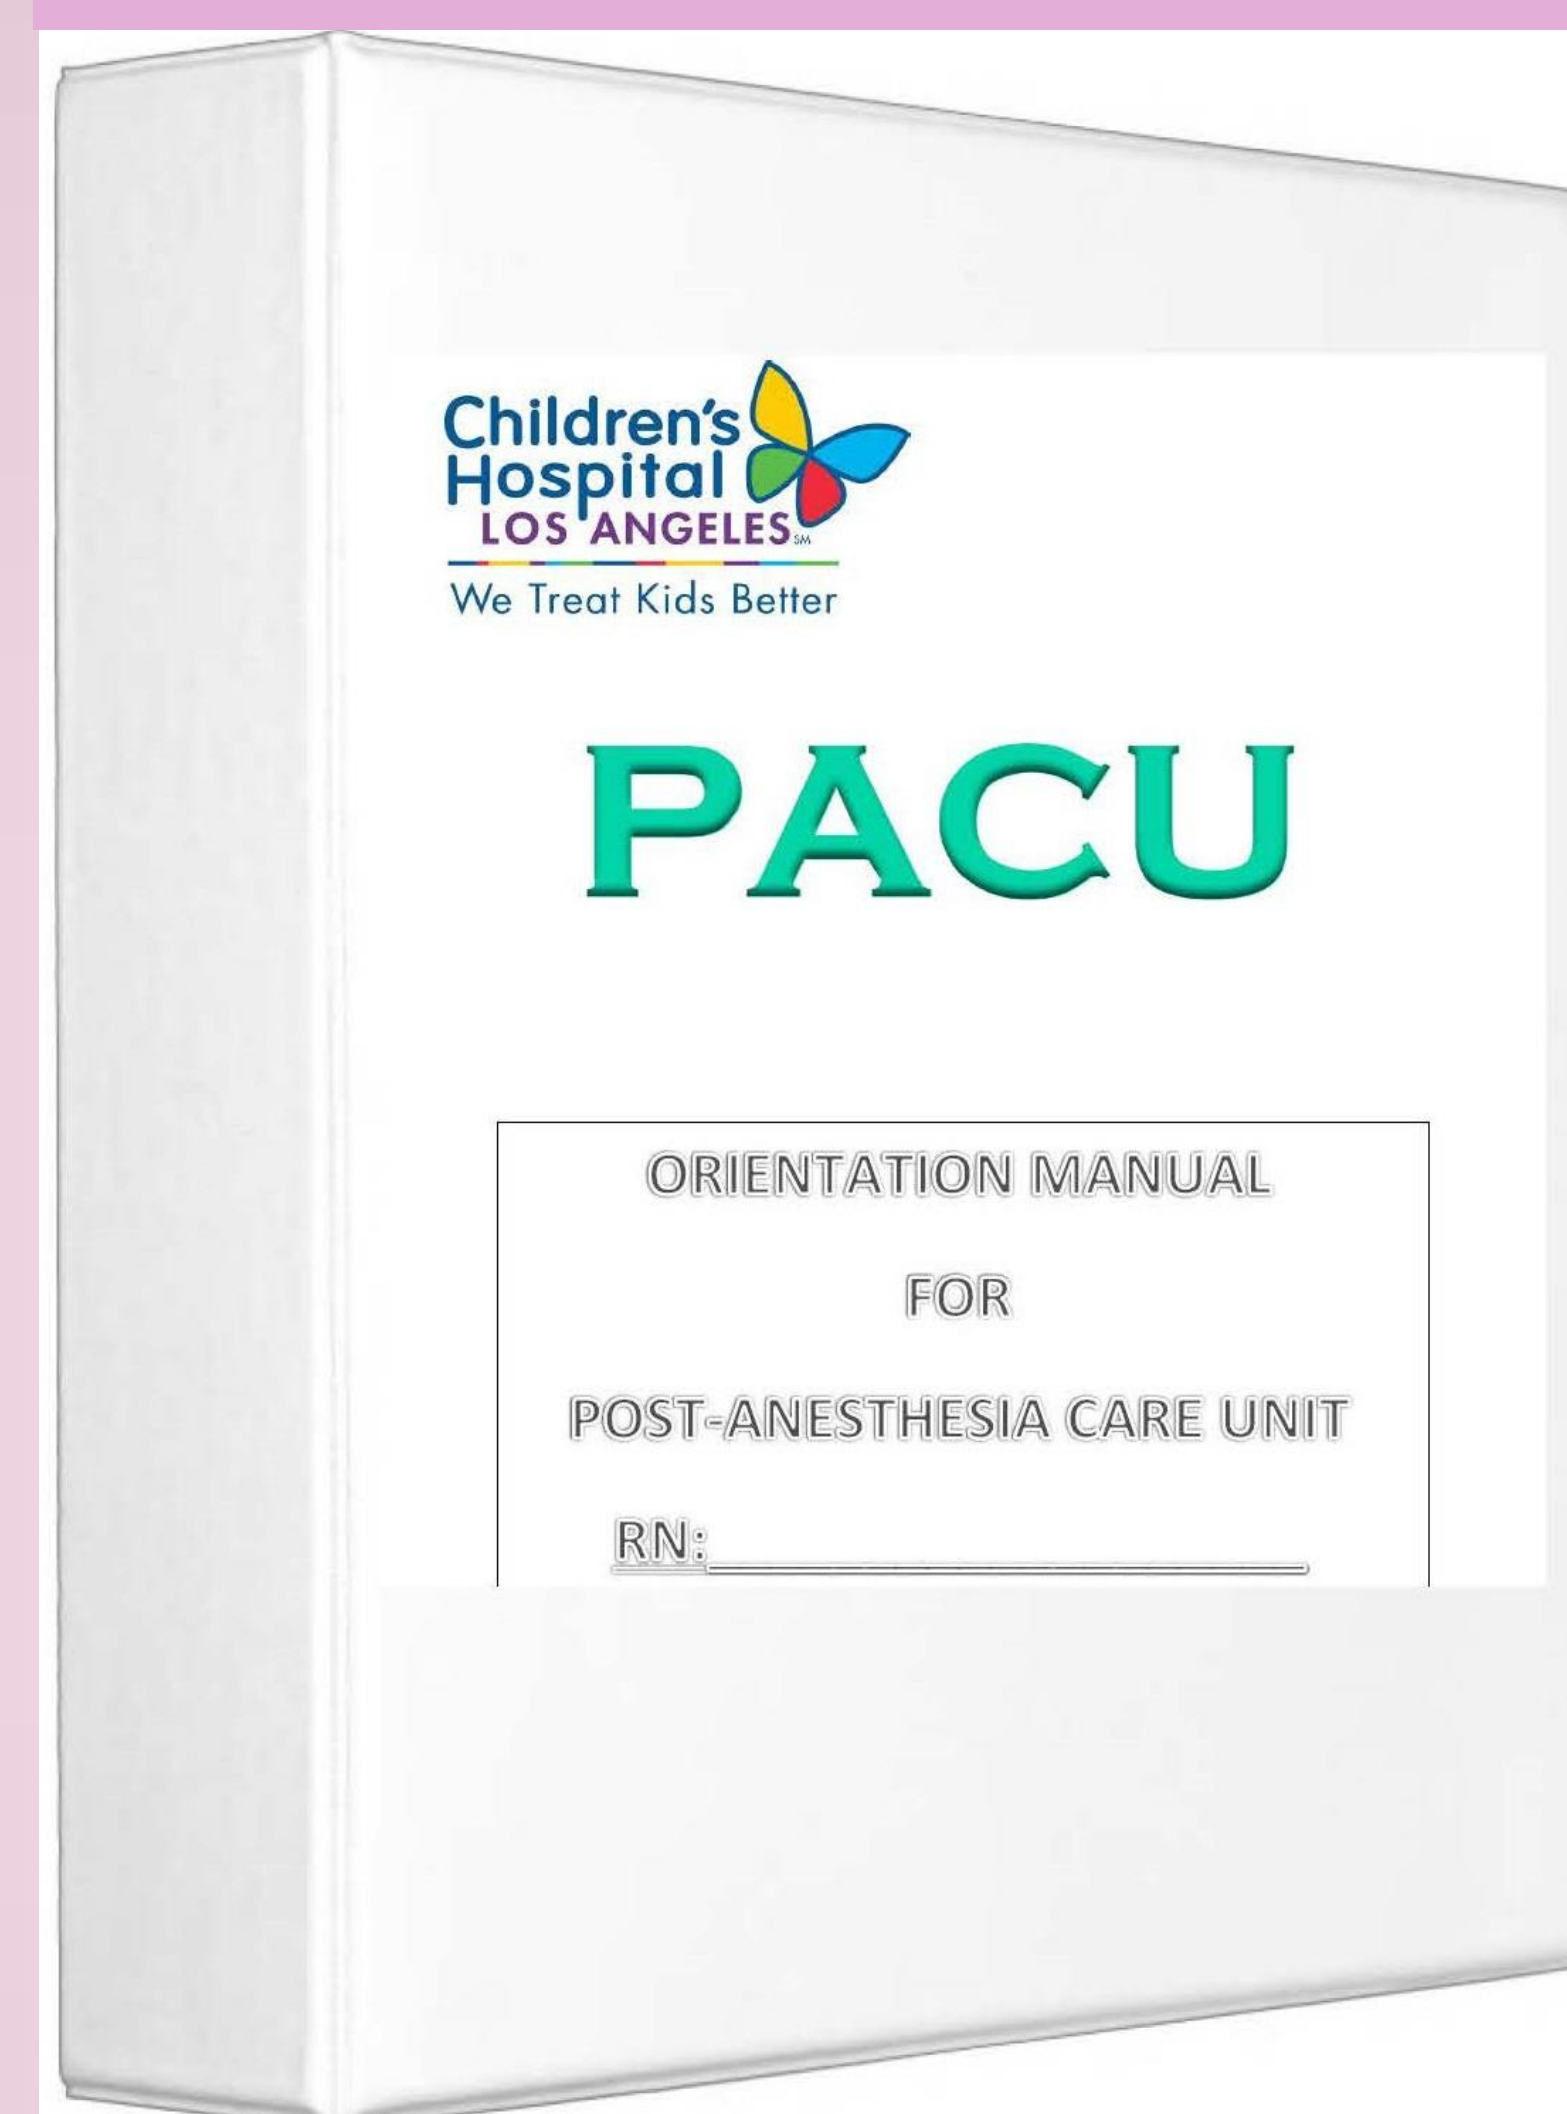 Children's
Hospital
LOS ANGELES SM
We Treat Kids Better
PACU
ORIENTATION MANUAL
FOR
POST-ANESTHESIA CARE UNIT
RN: